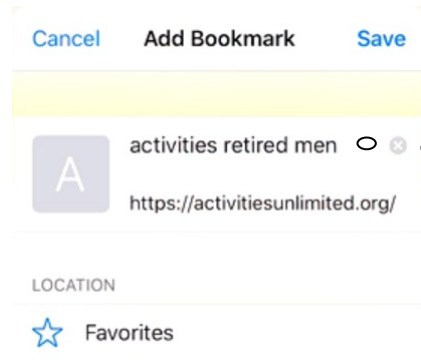 Cancel Add Bookmark Save
A
activities retired men
https://activitiesunlimited.org/
LOCATION
Favorites